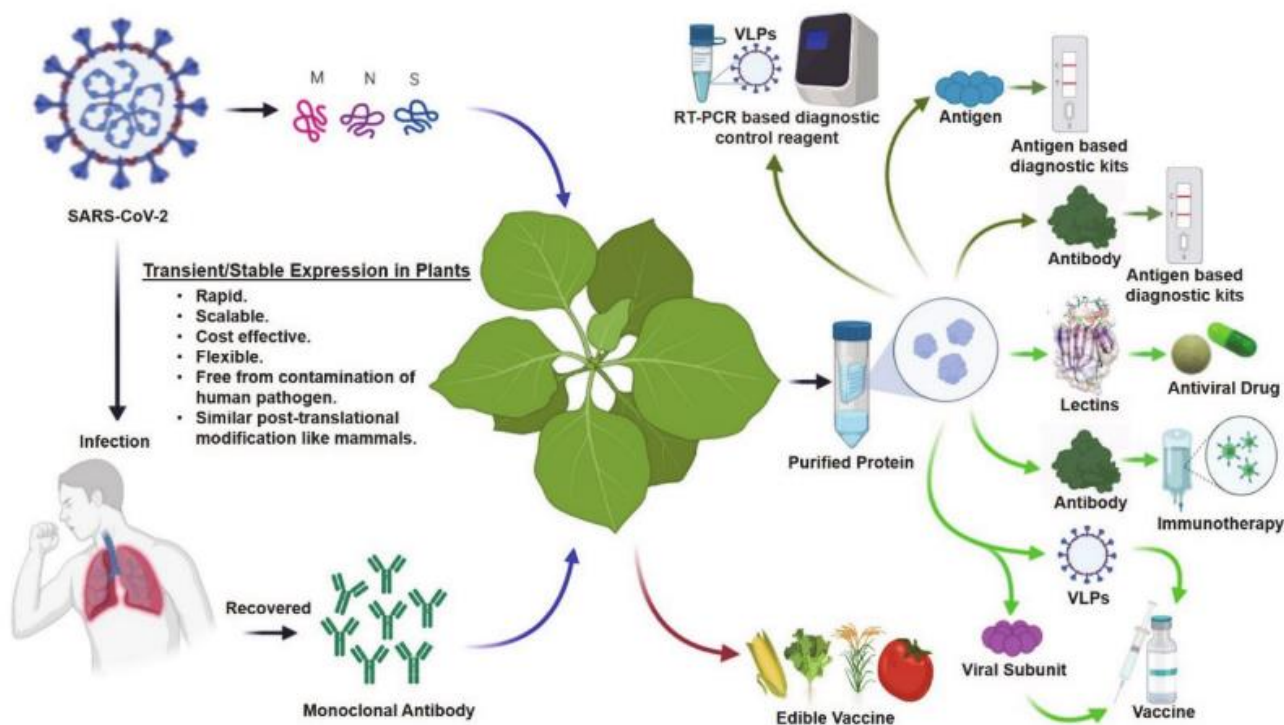 M N S
SARS-CoV-2
Transient/Stable Expression in Plants
• Rapid.
• Scalable.
• Cost effective.
• Flexible.
• Free from contamination of
human pathogen.
• Similar post-translational
modification like mammals.
Infection
Recovered
Monoclonal Antibody
VLPs
RT-PCR based diagnostic
control reagent
Antigen
C
T
Antigen based
diagnostic kits
Antibody
C
T
Antigen based
diagnostic kits
Purified Protein
Lectins
Antiviral Drug
Antibody
Immunotherapy
VLPs
Viral Subunit
Vaccine
Edible Vaccine